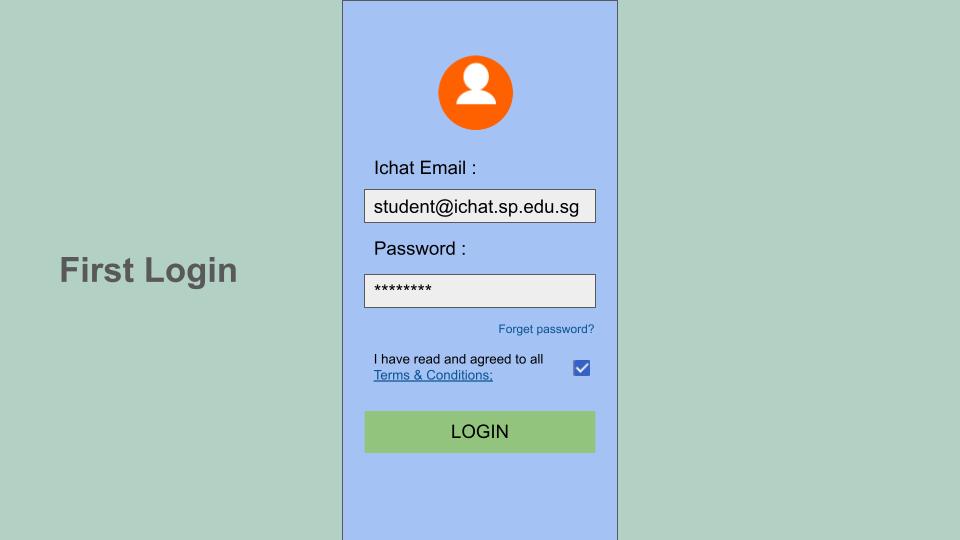 First Login
Ichat Email :
student@ichat.sp.edu.sg
Password :
********
Forget password?
I have read and agreed to all
Terms & Conditions;
LOGIN